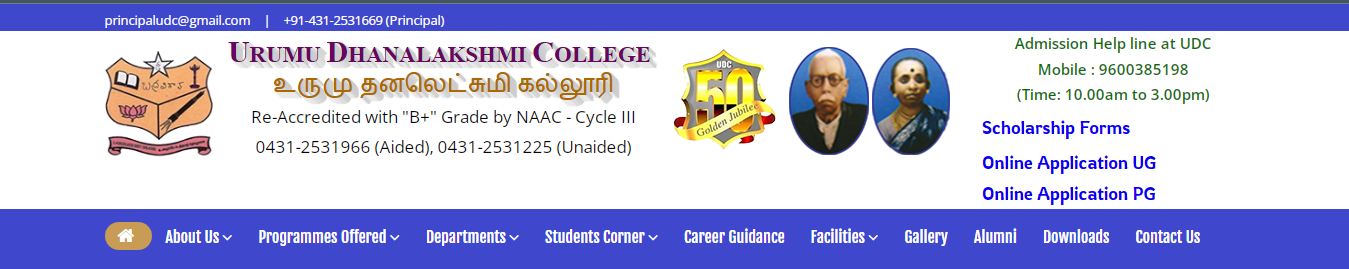 principaludc@gmail.com | +91-431-2531669 (Principal)
URUMU DHANALAKSHMI COLLEGE
உருமு தனலெட்சுமி கல்லூரி
Re-Accredited with "B+" Grade by NAAC - Cycle III
0431-2531966 (Aided), 0431-2531225 (Unaided)
UDC
50
Golden Jubilee
Admission Help line at UDC
Mobile : 9600385198
(Time: 10.00am to 3.00pm)
Scholarship Forms
Online Application UG
Online Application PG
About Us Programmes Offered Departments Students Corner Career Guidance Facilities Gallery Alumni Downloads Contact Us